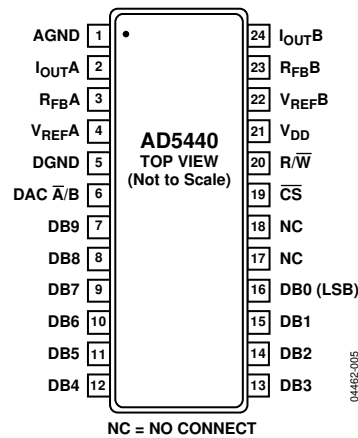 AGND 1
I_OUTA 2
R_FBA 3
V_REFA 4
DGND 5
DAC A̅/B 6
DB9 7
DB8 8
DB7 9
DB6 10
DB5 11
DB4 12
AD5440
TOP VIEW
(Not to Scale)
24 I_OUTB
23 R_FBB
22 V_REFB
21 V_DD
20 R/W̅
19 C̅S̅
18 NC
17 NC
16 DB0 (LSB)
15 DB1
14 DB2
13 DB3
NC = NO CONNECT
04462-005